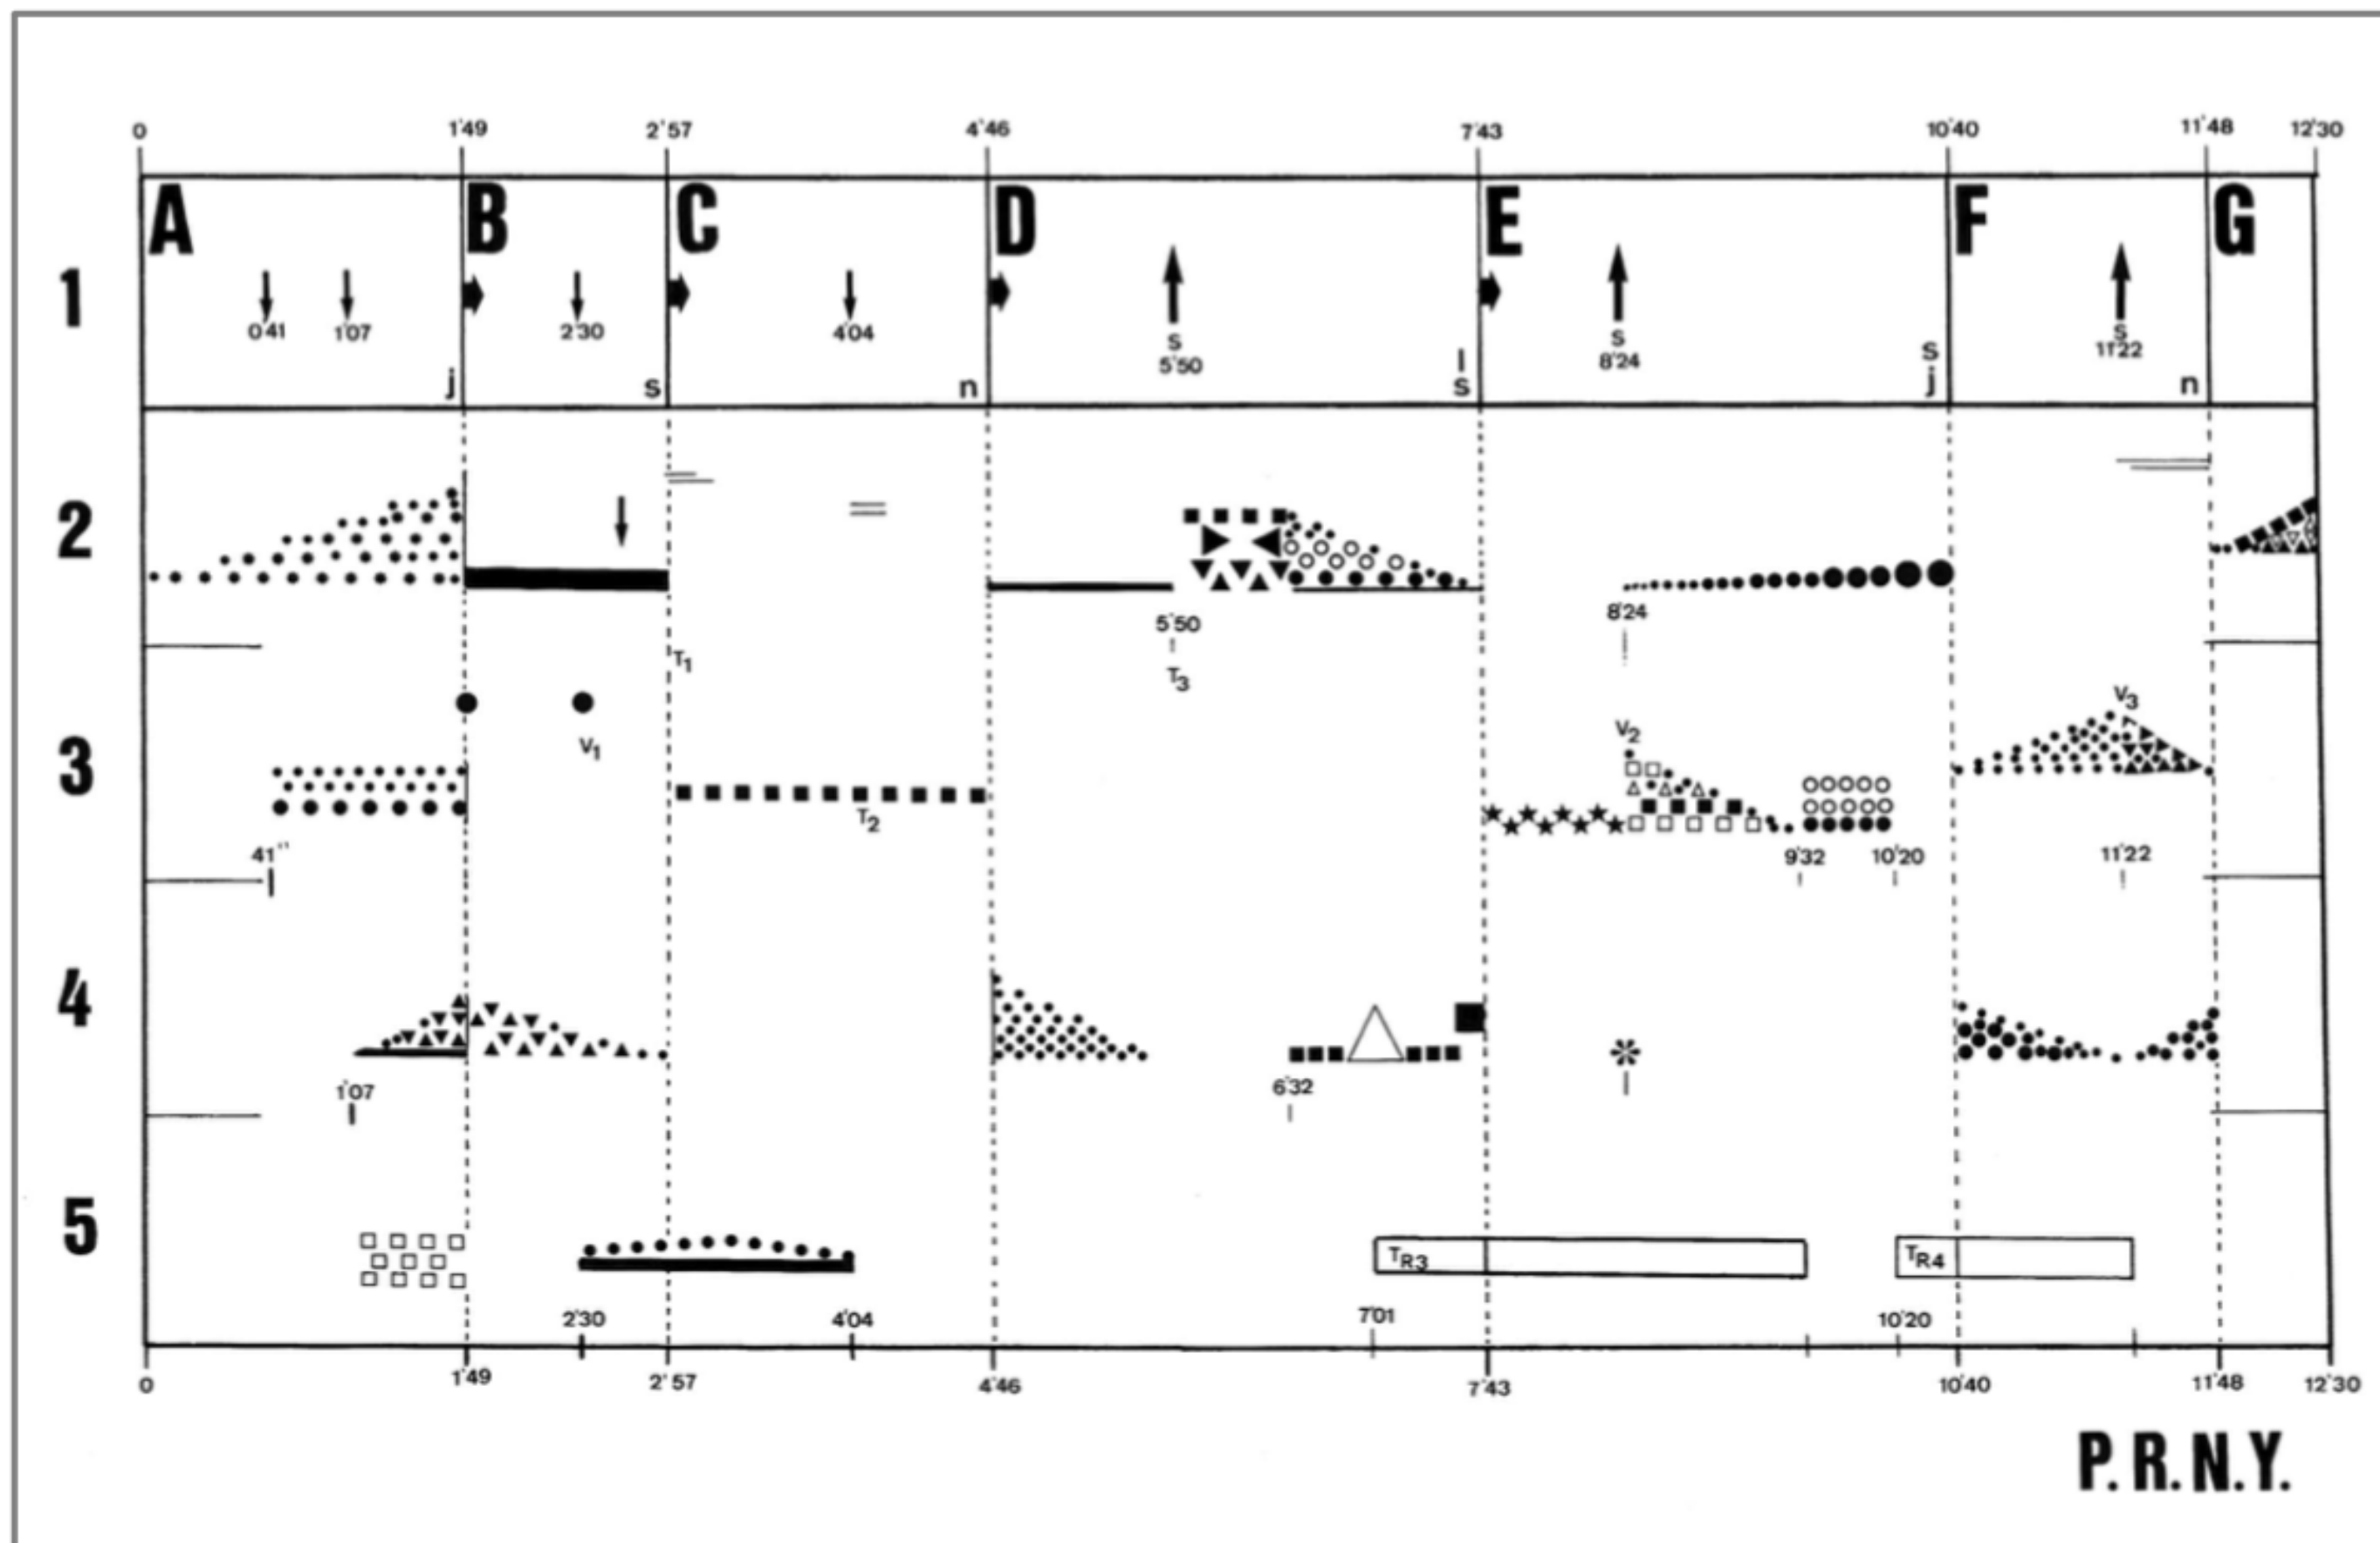 0 1'49 2'57 4'46 7'43 10'40 11'48 12'30
A B C D E F G
1
0'41 1'07 2'30 4'04 S 5'50 S 8'24 S 11'22
j s n l s s j n
2
5'50 8'24
T1 T3
3
V1 V2 V3
T2
41'' 9'32 10'20 11'22
4
1'07 6'32
5
TR3 TR4
2'30 4'04 7'01 10'20
0 1'49 2'57 4'46 7'43 10'40 11'48 12'30
P.R.N.Y.